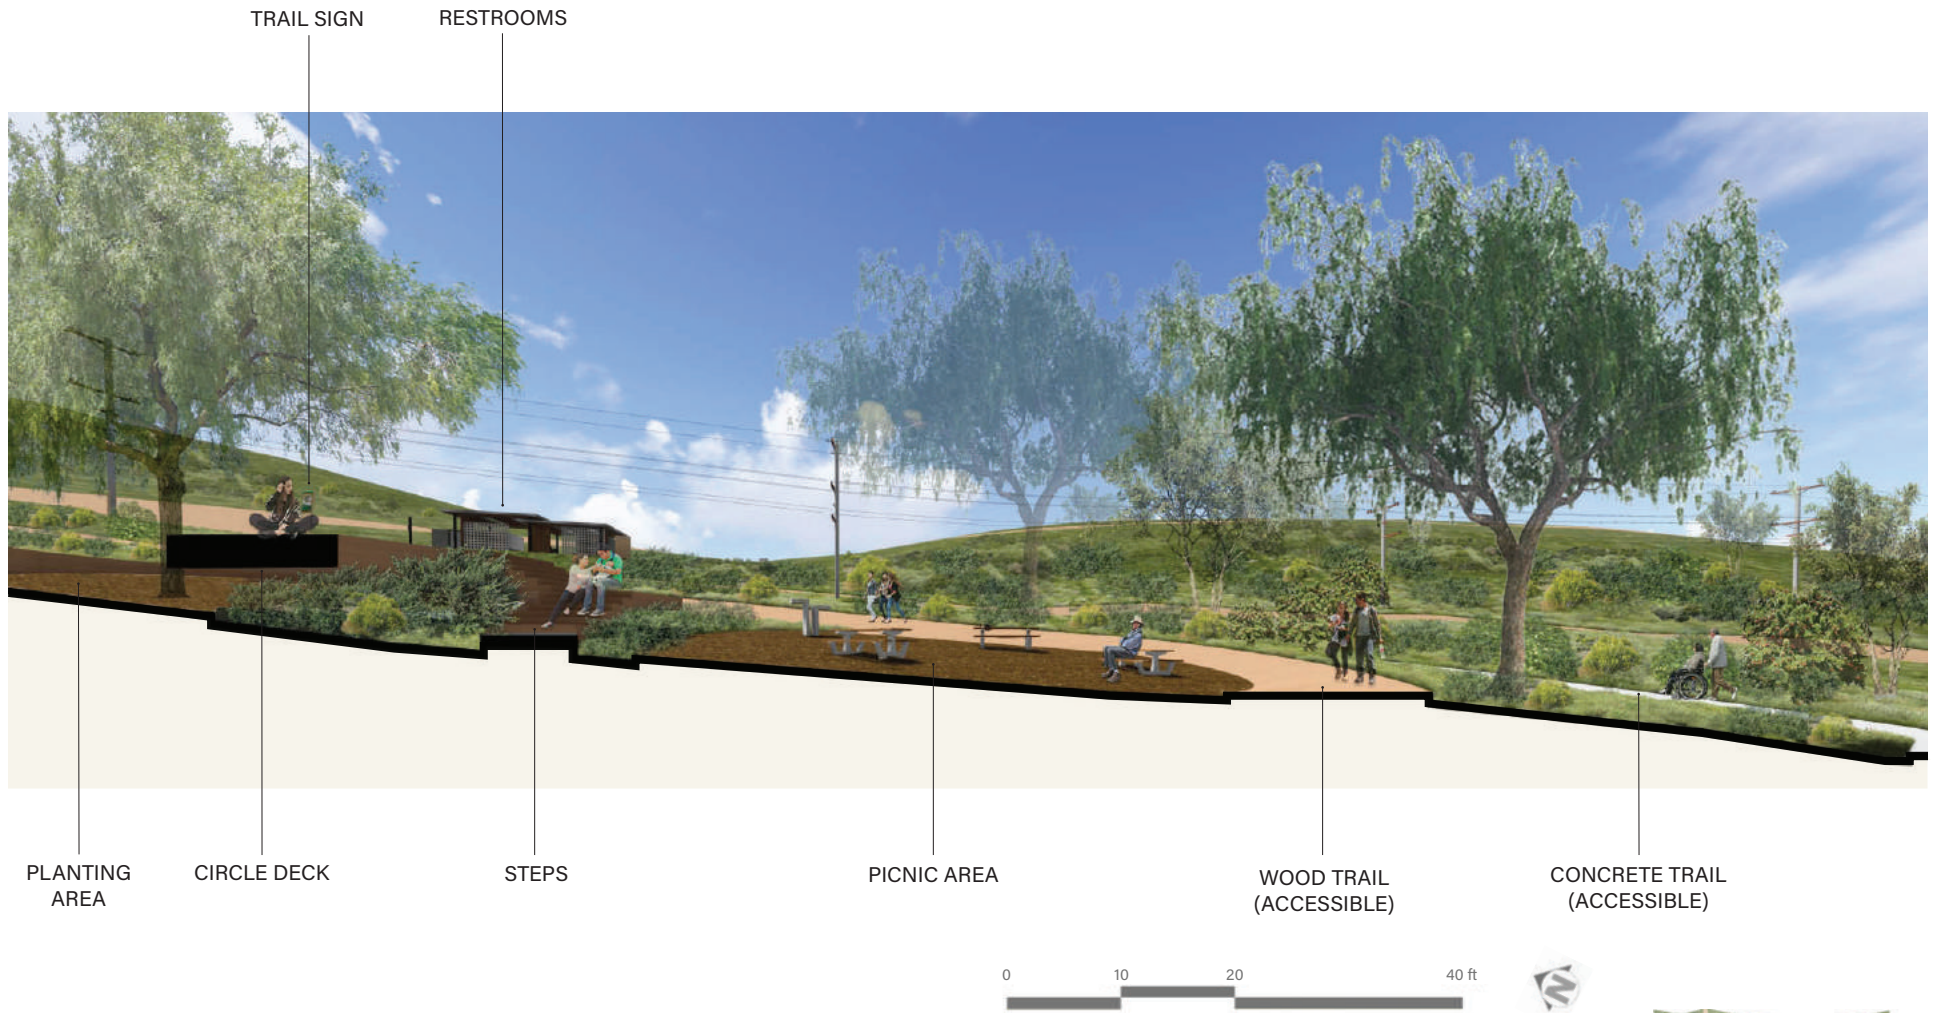 TRAIL SIGN
RESTROOMS
PLANTING
AREA
CIRCLE DECK
STEPS
PICNIC AREA
WOOD TRAIL
(ACCESSIBLE)
CONCRETE TRAIL
(ACCESSIBLE)
0
10
20
40 ft
N